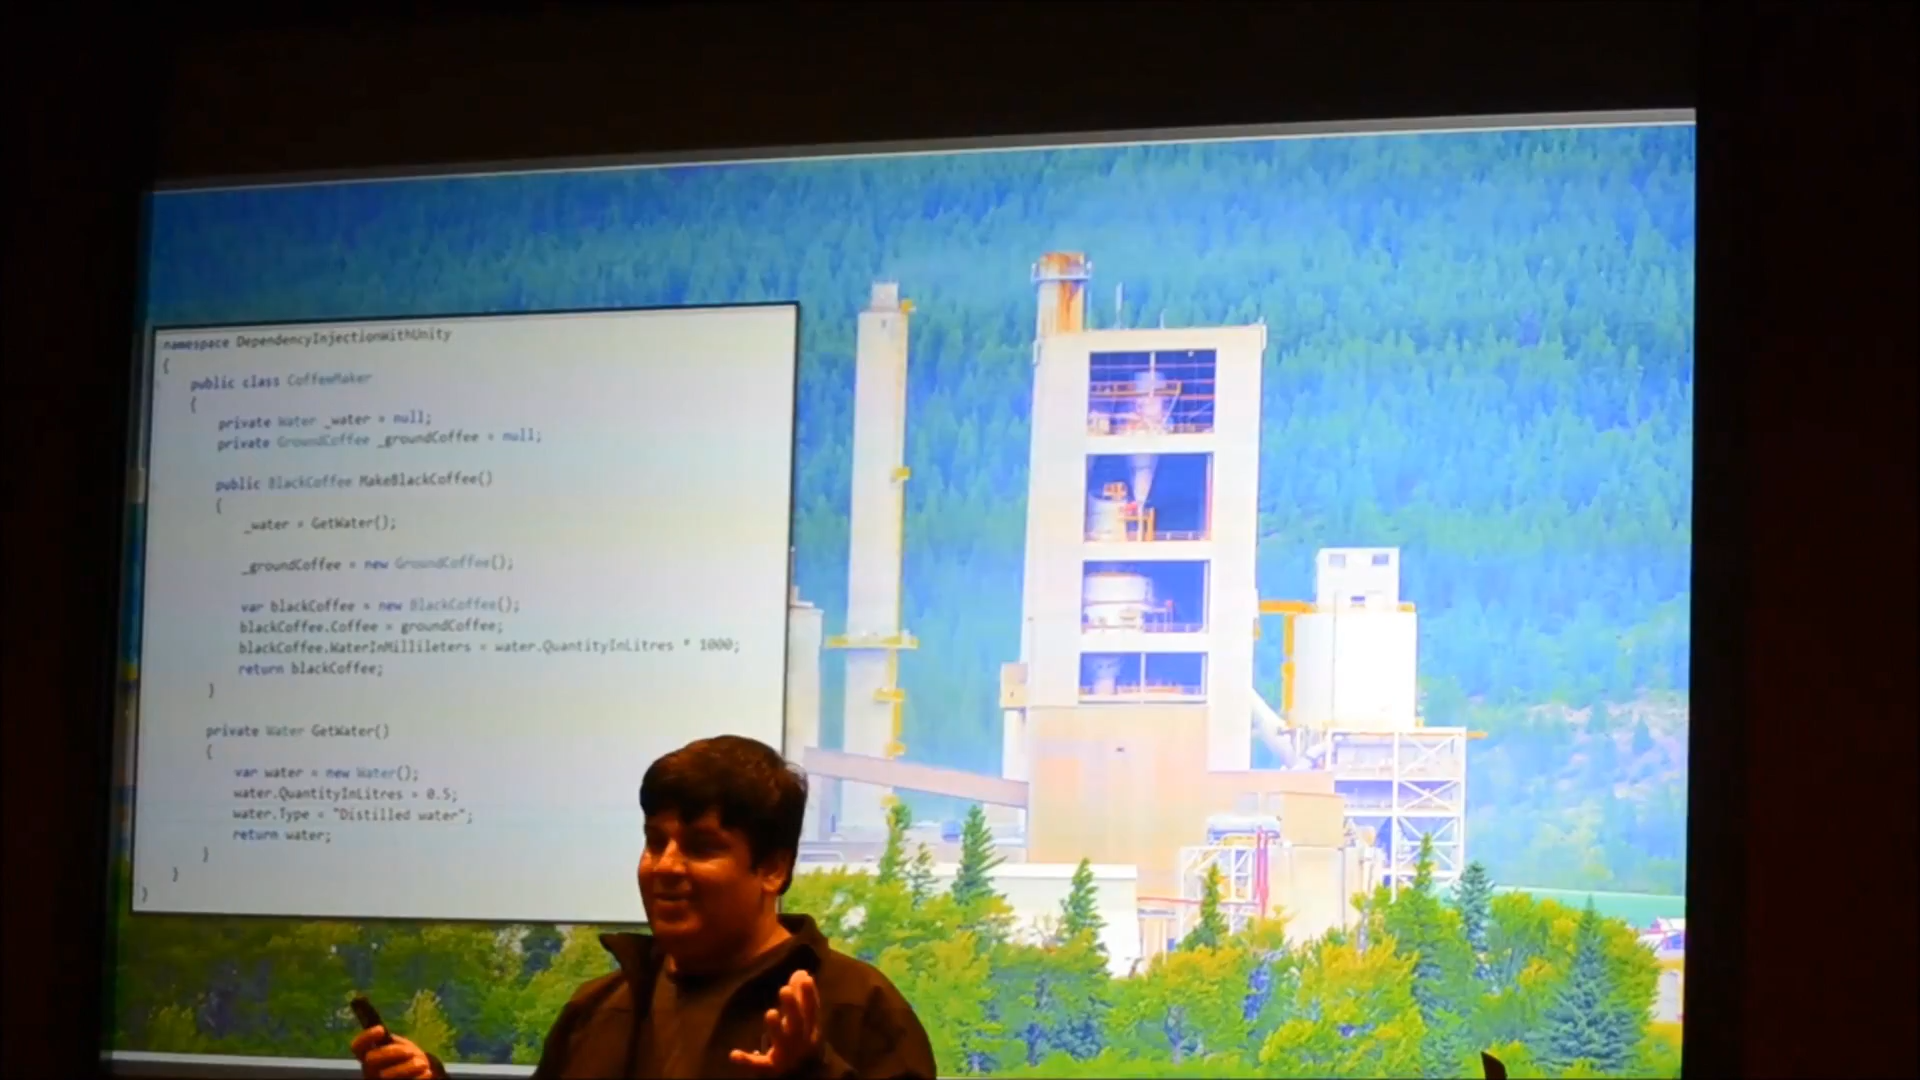 namespace DependencyInjectionWithUnity
{
public class CoffeeMaker
{
private Water _water = null;
private GroundCoffee _groundCoffee = null;
public BlackCoffee MakeBlackCoffee()
{
_water = GetWater();
_groundCoffee = new GroundCoffee();
var blackCoffee = new BlackCoffee();
blackCoffee.Coffee = groundCoffee;
blackCoffee.WaterInMillileters = water.QuantityInLitres * 1000;
return blackCoffee;
}
private Water GetWater()
{
var water = new Water();
water.QuantityInLitres = 0.5;
water.Type = "Distilled water";
return water;
}
}
}